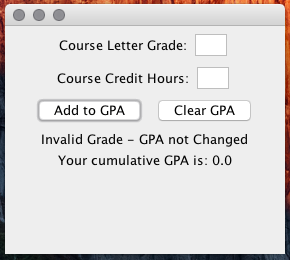 Course Letter Grade:
Course Credit Hours:
Add to GPA Clear GPA
Invalid Grade - GPA not Changed
Your cumulative GPA is: 0.0